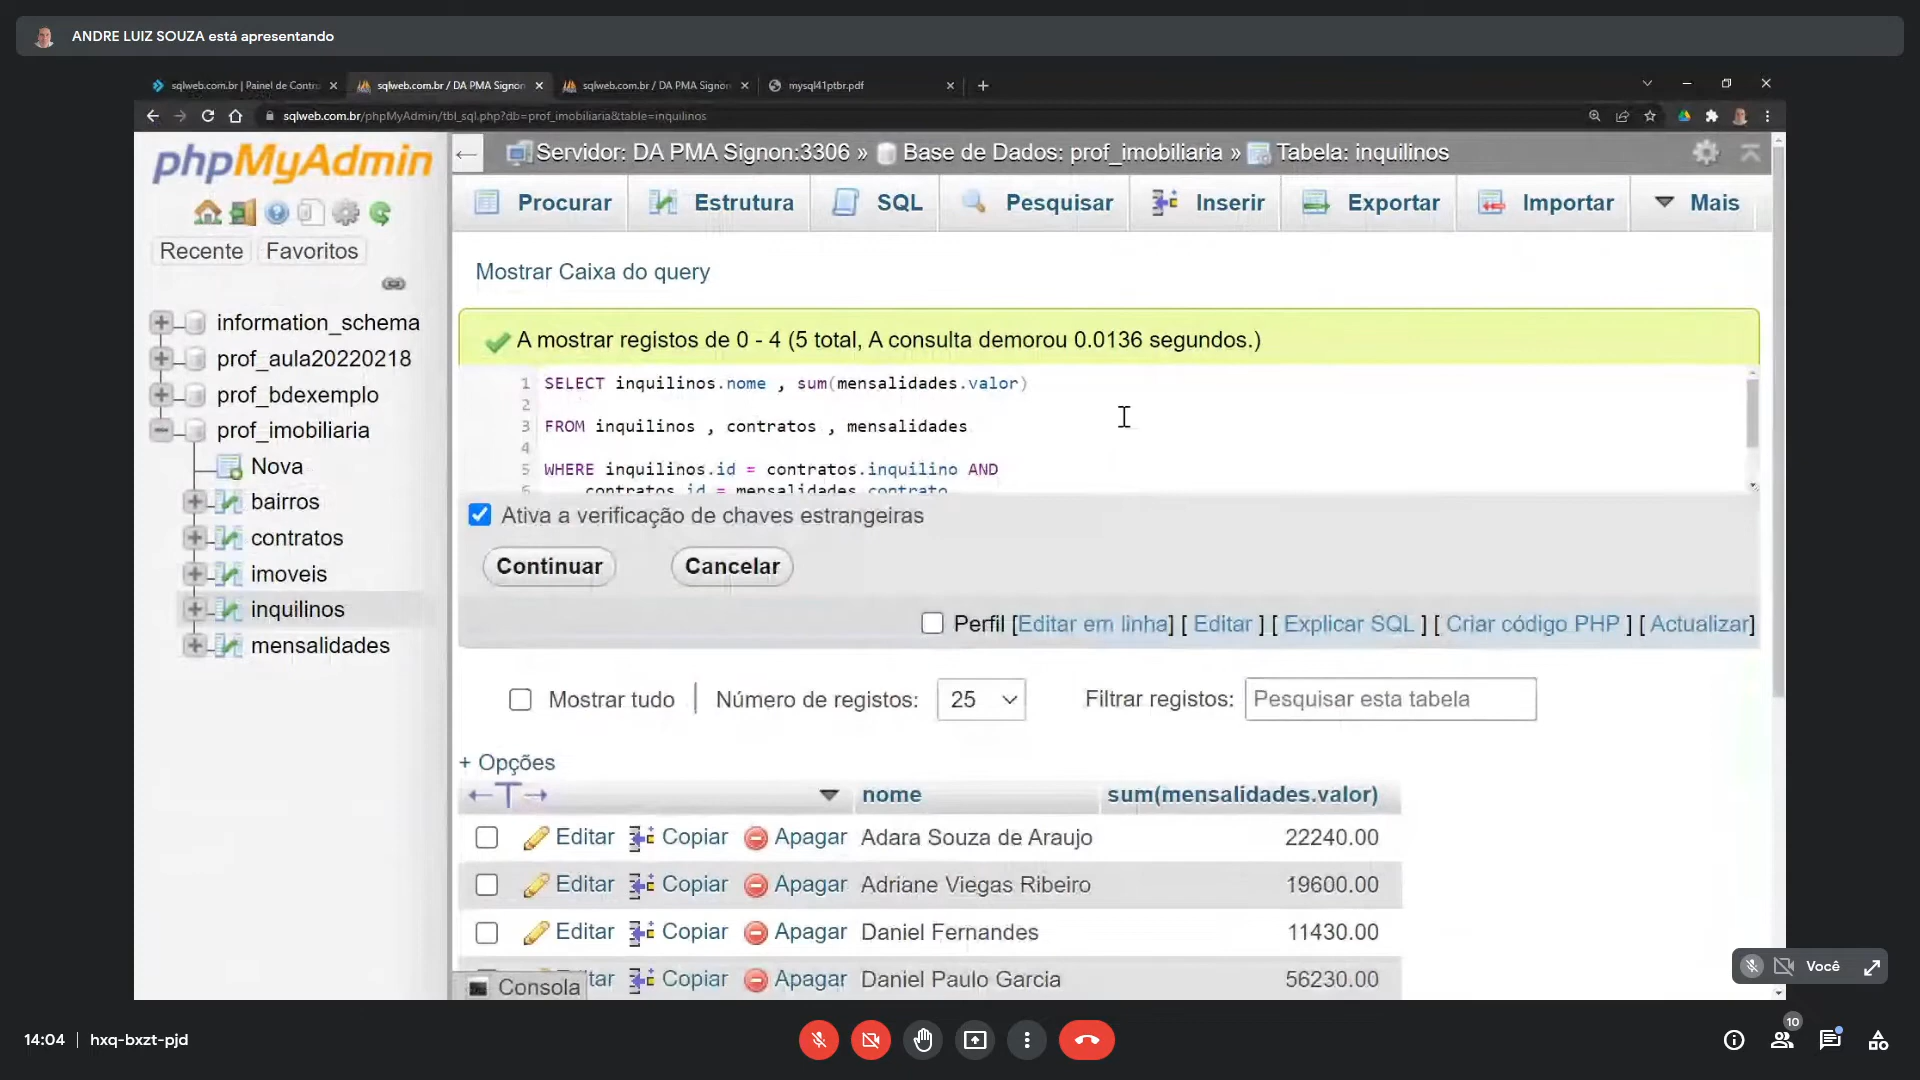 ANDRE LUIZ SOUZA está apresentando
sqlweb.com.br | Painel de Contro
sqlweb.com.br / DA PMA Signon
sqlweb.com.br / DA PMA Signon
mysql41ptbr.pdf
sqlweb.com.br/phpMyAdmin/tbl_sql.php?db=prof_imobiliaria&table=inquilinos
phpMyAdmin
Recente Favoritos
information_schema
prof_aula20220218
prof_bdexemplo
prof_imobiliaria
Nova
bairros
contratos
imoveis
inquilinos
mensalidades
Servidor: DA PMA Signon:3306 » Base de Dados: prof_imobiliaria » Tabela: inquilinos
Procurar Estrutura SQL Pesquisar Inserir Exportar Importar Mais
Mostrar Caixa do query
A mostrar registos de 0 - 4 (5 total, A consulta demorou 0.0136 segundos.)
1 SELECT inquilinos.nome , sum(mensalidades.valor)
2
3 FROM inquilinos , contratos , mensalidades
4
5 WHERE inquilinos.id = contratos.inquilino AND
6 contratos.id = mensalidades.contrato
Ativa a verificação de chaves estrangeiras
Continuar Cancelar
Perfil [Editar em linha] [ Editar ] [ Explicar SQL ] [ Criar código PHP ] [ Actualizar]
Mostrar tudo | Número de registos: 25 Filtrar registos: Pesquisar esta tabela
+ Opções
←T→ nome sum(mensalidades.valor)
Editar Copiar Apagar Adara Souza de Araujo 22240.00
Editar Copiar Apagar Adriane Viegas Ribeiro 19600.00
Editar Copiar Apagar Daniel Fernandes 11430.00
tar Copiar Apagar Daniel Paulo Garcia 56230.00
Consola
Você
14:04 | hxq-bxzt-pjd
10